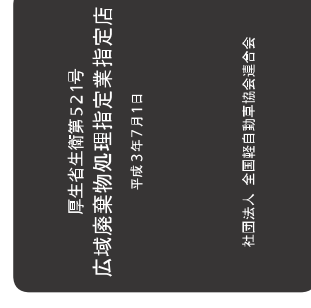 厚生省生衛第521号
広域廃棄物処理指定業指定店
平成3年7月1日
社団法人 全国軽自動車協会連合会